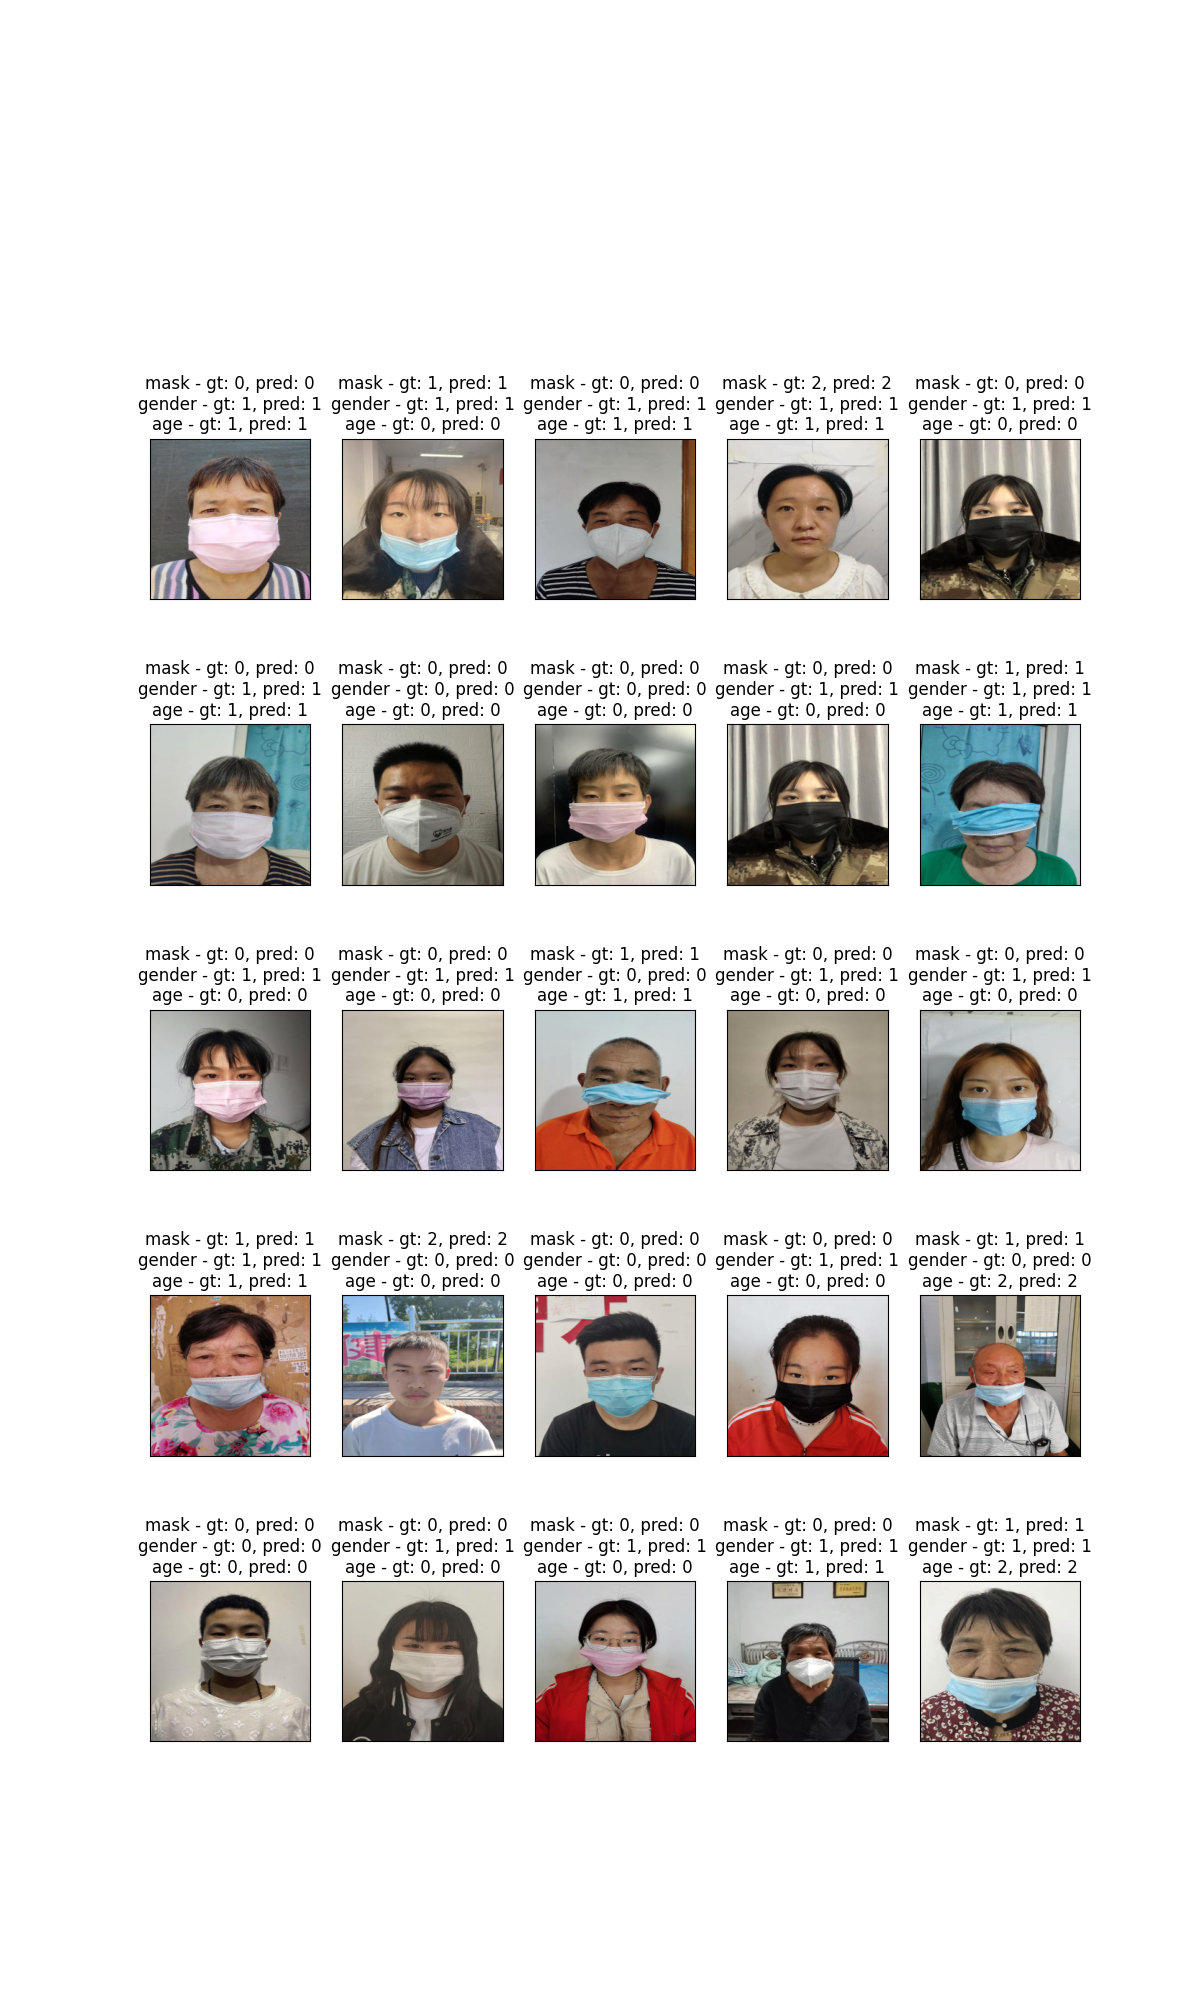 mask - gt: 0, pred: 0
gender - gt: 1, pred: 1
age - gt: 1, pred: 1
mask - gt: 1, pred: 1
gender - gt: 1, pred: 1
age - gt: 0, pred: 0
mask - gt: 0, pred: 0
gender - gt: 1, pred: 1
age - gt: 1, pred: 1
mask - gt: 2, pred: 2
gender - gt: 1, pred: 1
age - gt: 1, pred: 1
mask - gt: 0, pred: 0
gender - gt: 1, pred: 1
age - gt: 0, pred: 0
mask - gt: 0, pred: 0
gender - gt: 1, pred: 1
age - gt: 1, pred: 1
mask - gt: 0, pred: 0
gender - gt: 0, pred: 0
age - gt: 0, pred: 0
mask - gt: 0, pred: 0
gender - gt: 0, pred: 0
age - gt: 0, pred: 0
mask - gt: 0, pred: 0
gender - gt: 1, pred: 1
age - gt: 0, pred: 0
mask - gt: 1, pred: 1
gender - gt: 1, pred: 1
age - gt: 1, pred: 1
mask - gt: 0, pred: 0
gender - gt: 1, pred: 1
age - gt: 0, pred: 0
mask - gt: 0, pred: 0
gender - gt: 1, pred: 1
age - gt: 0, pred: 0
mask - gt: 1, pred: 1
gender - gt: 0, pred: 0
age - gt: 1, pred: 1
mask - gt: 0, pred: 0
gender - gt: 1, pred: 1
age - gt: 0, pred: 0
mask - gt: 0, pred: 0
gender - gt: 1, pred: 1
age - gt: 0, pred: 0
mask - gt: 1, pred: 1
gender - gt: 1, pred: 1
age - gt: 1, pred: 1
mask - gt: 2, pred: 2
gender - gt: 0, pred: 0
age - gt: 0, pred: 0
mask - gt: 0, pred: 0
gender - gt: 0, pred: 0
age - gt: 0, pred: 0
mask - gt: 0, pred: 0
gender - gt: 1, pred: 1
age - gt: 0, pred: 0
mask - gt: 1, pred: 1
gender - gt: 0, pred: 0
age - gt: 2, pred: 2
mask - gt: 0, pred: 0
gender - gt: 0, pred: 0
age - gt: 0, pred: 0
mask - gt: 0, pred: 0
gender - gt: 1, pred: 1
age - gt: 0, pred: 0
mask - gt: 0, pred: 0
gender - gt: 1, pred: 1
age - gt: 0, pred: 0
mask - gt: 0, pred: 0
gender - gt: 1, pred: 1
age - gt: 1, pred: 1
mask - gt: 1, pred: 1
gender - gt: 1, pred: 1
age - gt: 2, pred: 2